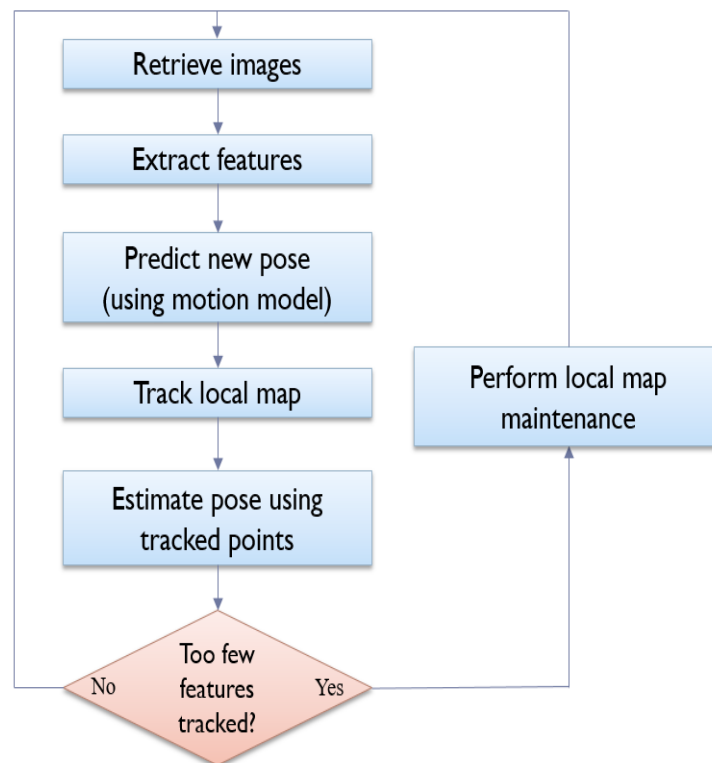 Retrieve images
Extract features
Predict new pose
(using motion model)
Track local map
Estimate pose using
tracked points
Too few
features
tracked?
No
Yes
Perform local map
maintenance